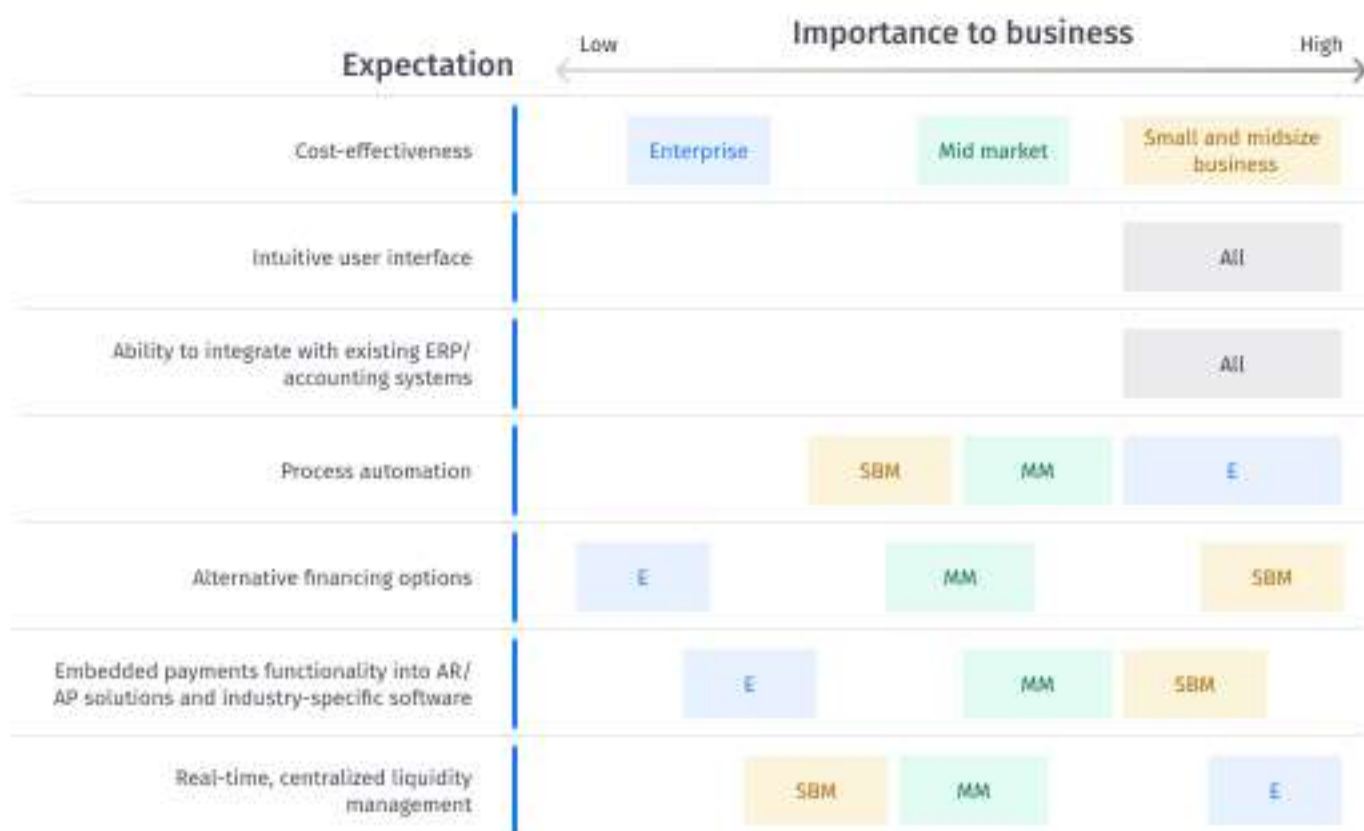 Importance to business
Low
High
Expectation
Cost-effectiveness
Enterprise
Mid market
Small and midsize
business
Intuitive user interface
All
Ability to integrate with existing ERP/
accounting systems
All
Process automation
SBM
MM
E
Alternative financing options
E
MM
SBM
Embedded payments functionality into AR/
AP solutions and industry-specific software
E
MM
SBM
Real-time, centralized liquidity
management
SBM
MM
E